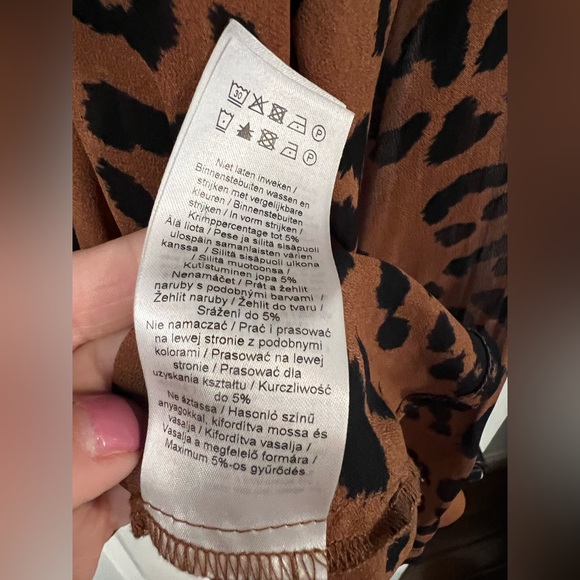 30 P
P
Niet laten inweken /
Binnenstebuiten wassen en
strijken met vergelijkbare
kleuren / Binnenstebuiten
strijken / In vorm strijken /
Krimppercentage tot 5%
Älä liota / Pese ja silitä sisäpuoli
ulospäin samanlaisten värien
kanssa / Silitä sisäpuoli ulkona
/ Silitä muotoonsa /
Kutistuminen jopa 5%
Nenamáčet / Prát a žehlit
naruby s podobnými barvami /
Žehlit naruby / Žehlit do tvaru /
Srážení do 5%
Nie namaczać / Prać i prasować
na lewej stronie z podobnymi
kolorami / Prasować na lewej
stronie / Prasować dla
uzyskania kształtu / Kurczliwość
do 5%
Ne áztassa / Hasonló színű
anyagokkal, kifordítva mossa és
vasalja / Kifordítva vasalja /
Vasalja a megfelelő formára /
Maximum 5%-os gyűrődés